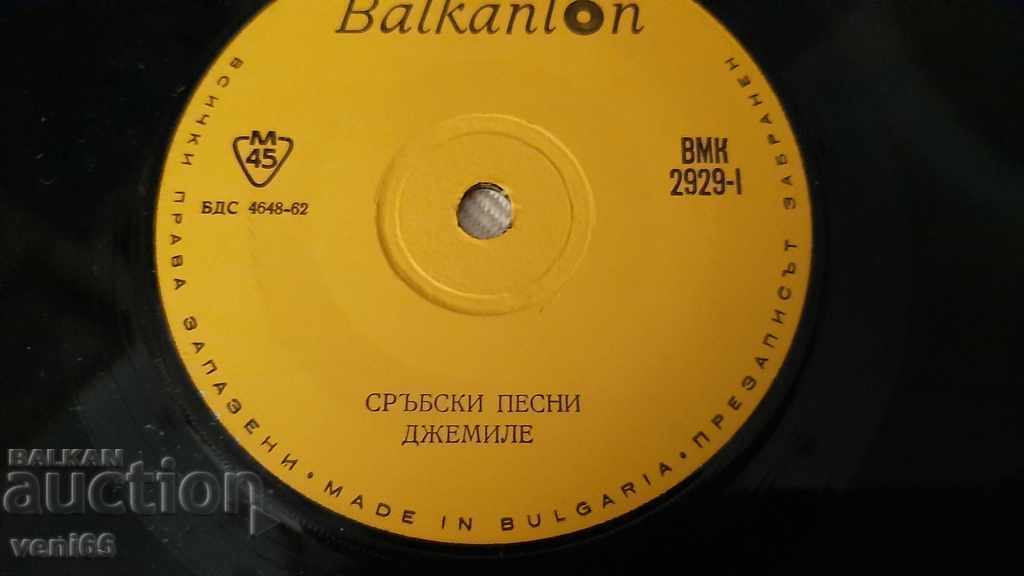 Balkanton
M
45
БДС 4648-62
ВМК
2929-I
СРЪБСКИ ПЕСНИ
ДЖЕМИЛЕ
ВСИЧКИ ПРАВА ЗАПАЗЕНИ • MADE IN BULGARIA • ПРЕЗАПИСЪТ ЗАБРАНЕН
BALKAN
auction
veni69